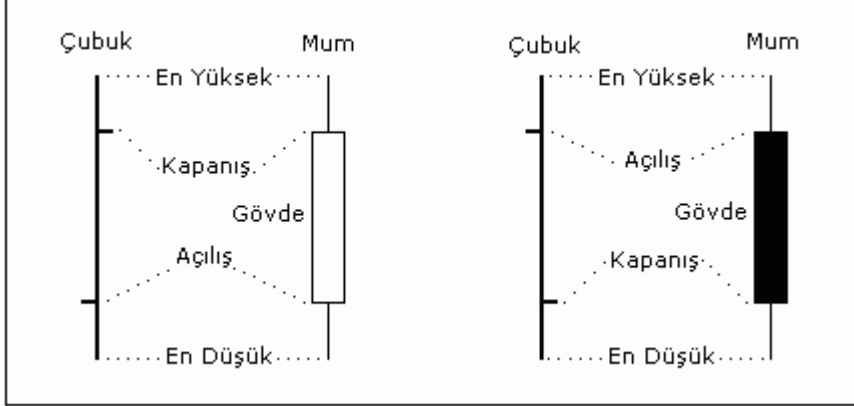 Çubuk
Mum
En Yüksek
Kapanış
Gövde
Açılış
En Düşük
Çubuk
Mum
En Yüksek
Açılış
Gövde
Kapanış
En Düşük